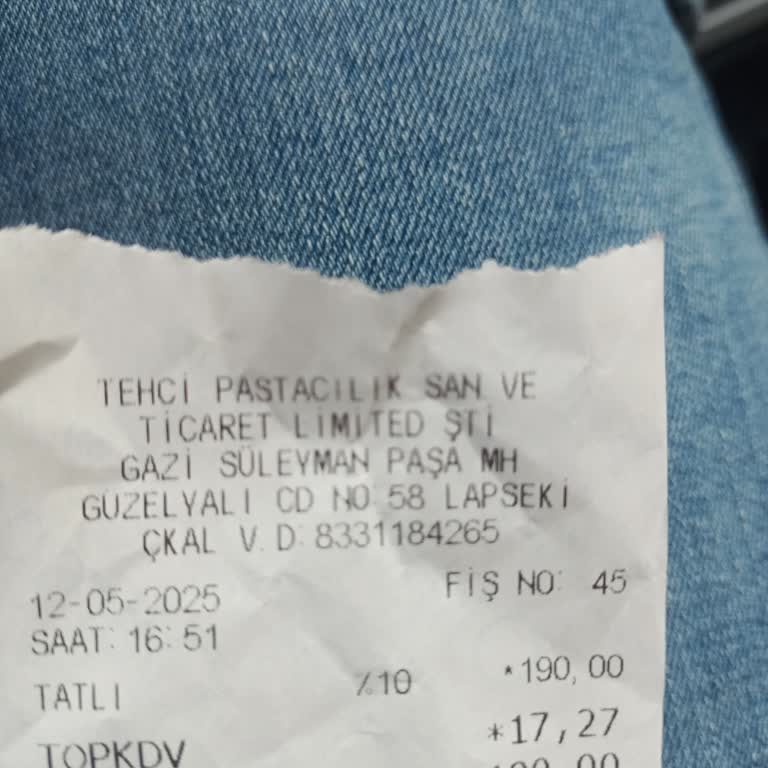 TEHCİ PASTACILIK SAN VE
TİCARET LİMİTED ŞTİ
GAZİ SÜLEYMAN PAŞA MH
GÜZELYALI CD NO:58 LAPSEKİ
ÇKAL V.D:8331184265
12-05-2025 FİŞ NO: 45
SAAT: 16:51
TATLI %10 *190,00
TOPKDV *17,27